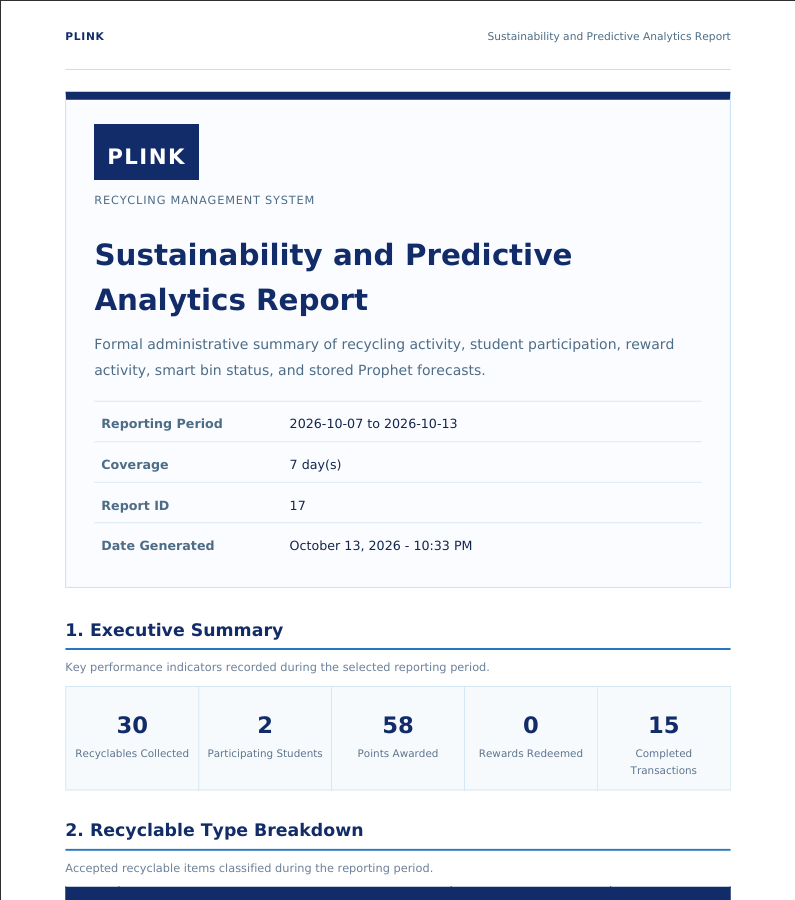 PLINK
Sustainability and Predictive Analytics Report
PLINK
RECYCLING MANAGEMENT SYSTEM
Sustainability and Predictive
Analytics Report
Formal administrative summary of recycling activity, student participation, reward
activity, smart bin status, and stored Prophet forecasts.
Reporting Period 2026-10-07 to 2026-10-13
Coverage 7 day(s)
Report ID 17
Date Generated October 13, 2026 - 10:33 PM
1. Executive Summary
Key performance indicators recorded during the selected reporting period.
30 2 58 0 15
Recyclables Collected Participating Students Points Awarded Rewards Redeemed Completed
Transactions
2. Recyclable Type Breakdown
Accepted recyclable items classified during the reporting period.